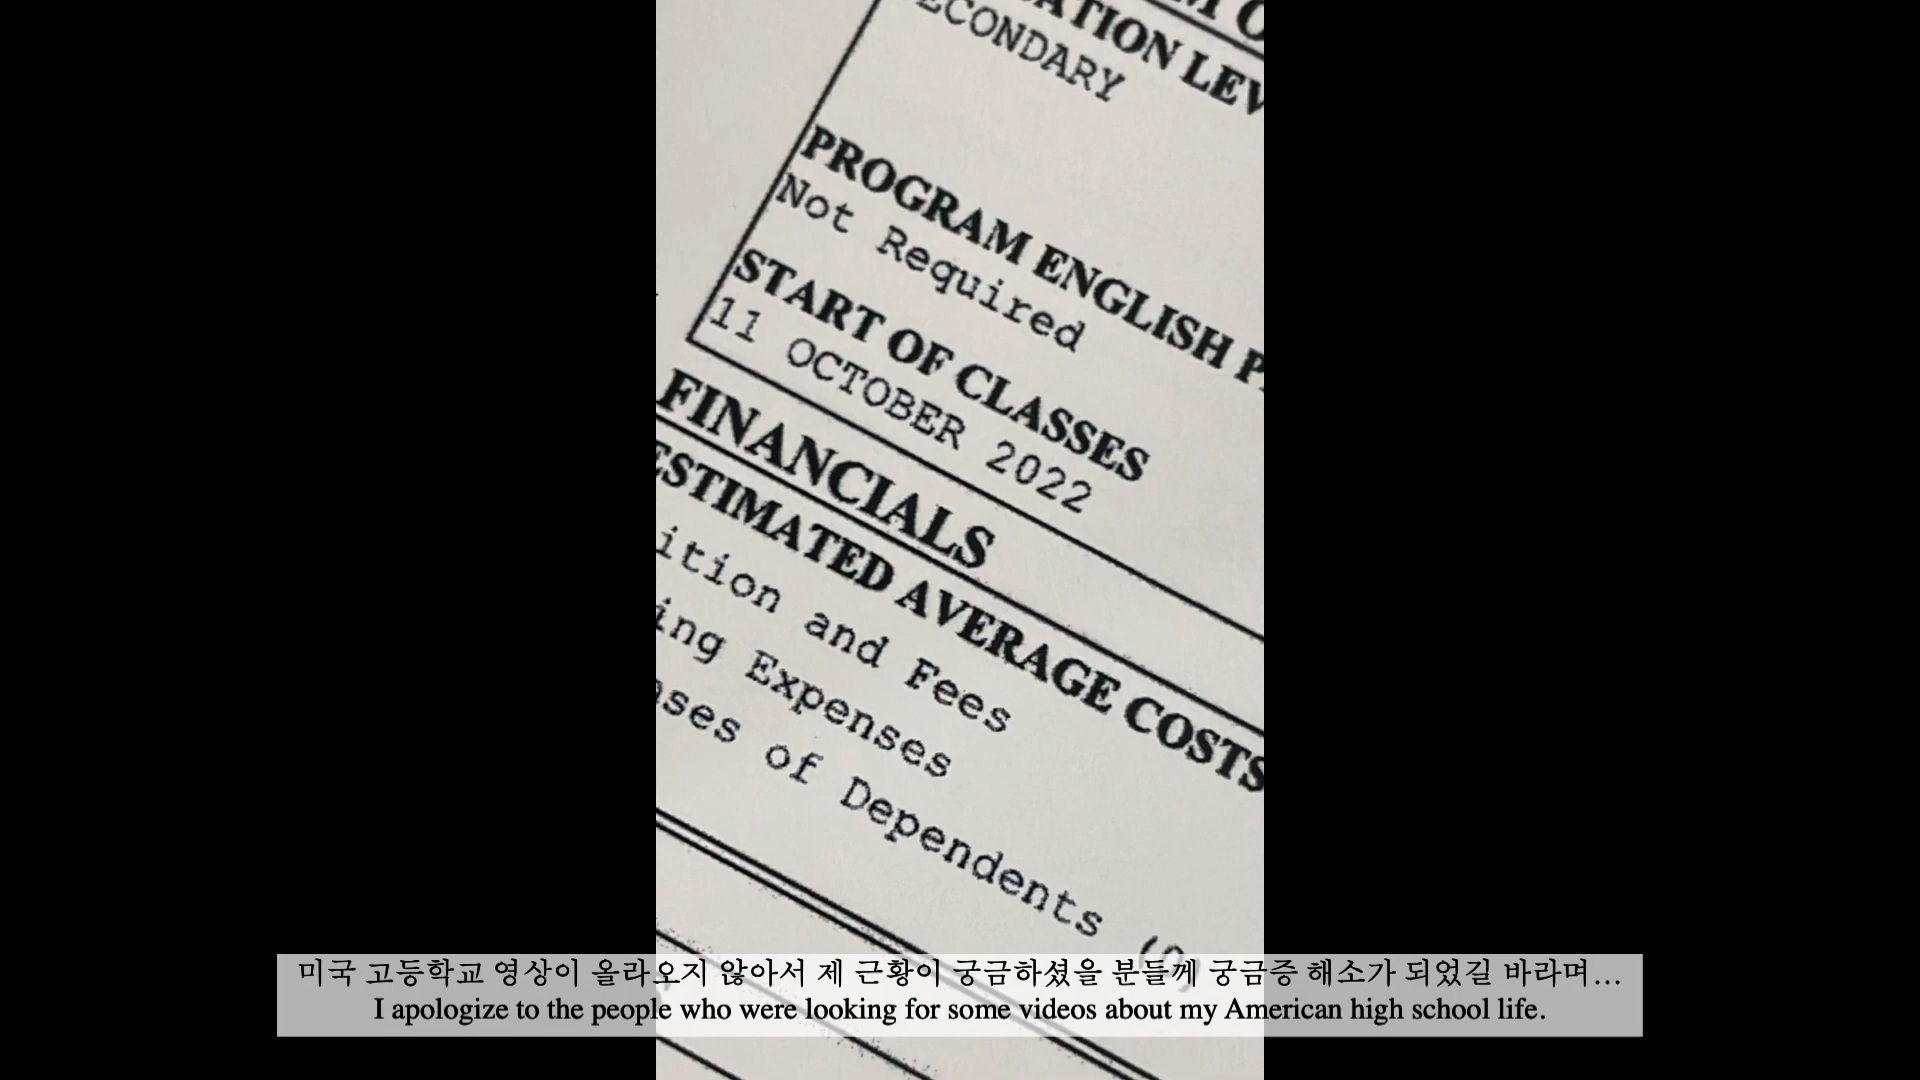 M O
ATION LEV
ECONDARY
PROGRAM ENGLISH P
Not Required
START OF CLASSES
11 OCTOBER 2022
FINANCIALS
ESTIMATED AVERAGE COSTS
ition and Fees
ing Expenses
ses of Dependents (0)
미국 고등학교 영상이 올라오지 않아서 제 근황이 궁금하셨을 분들께 궁금증 해소가 되었길 바라며...
I apologize to the people who were looking for some videos about my American high school life.